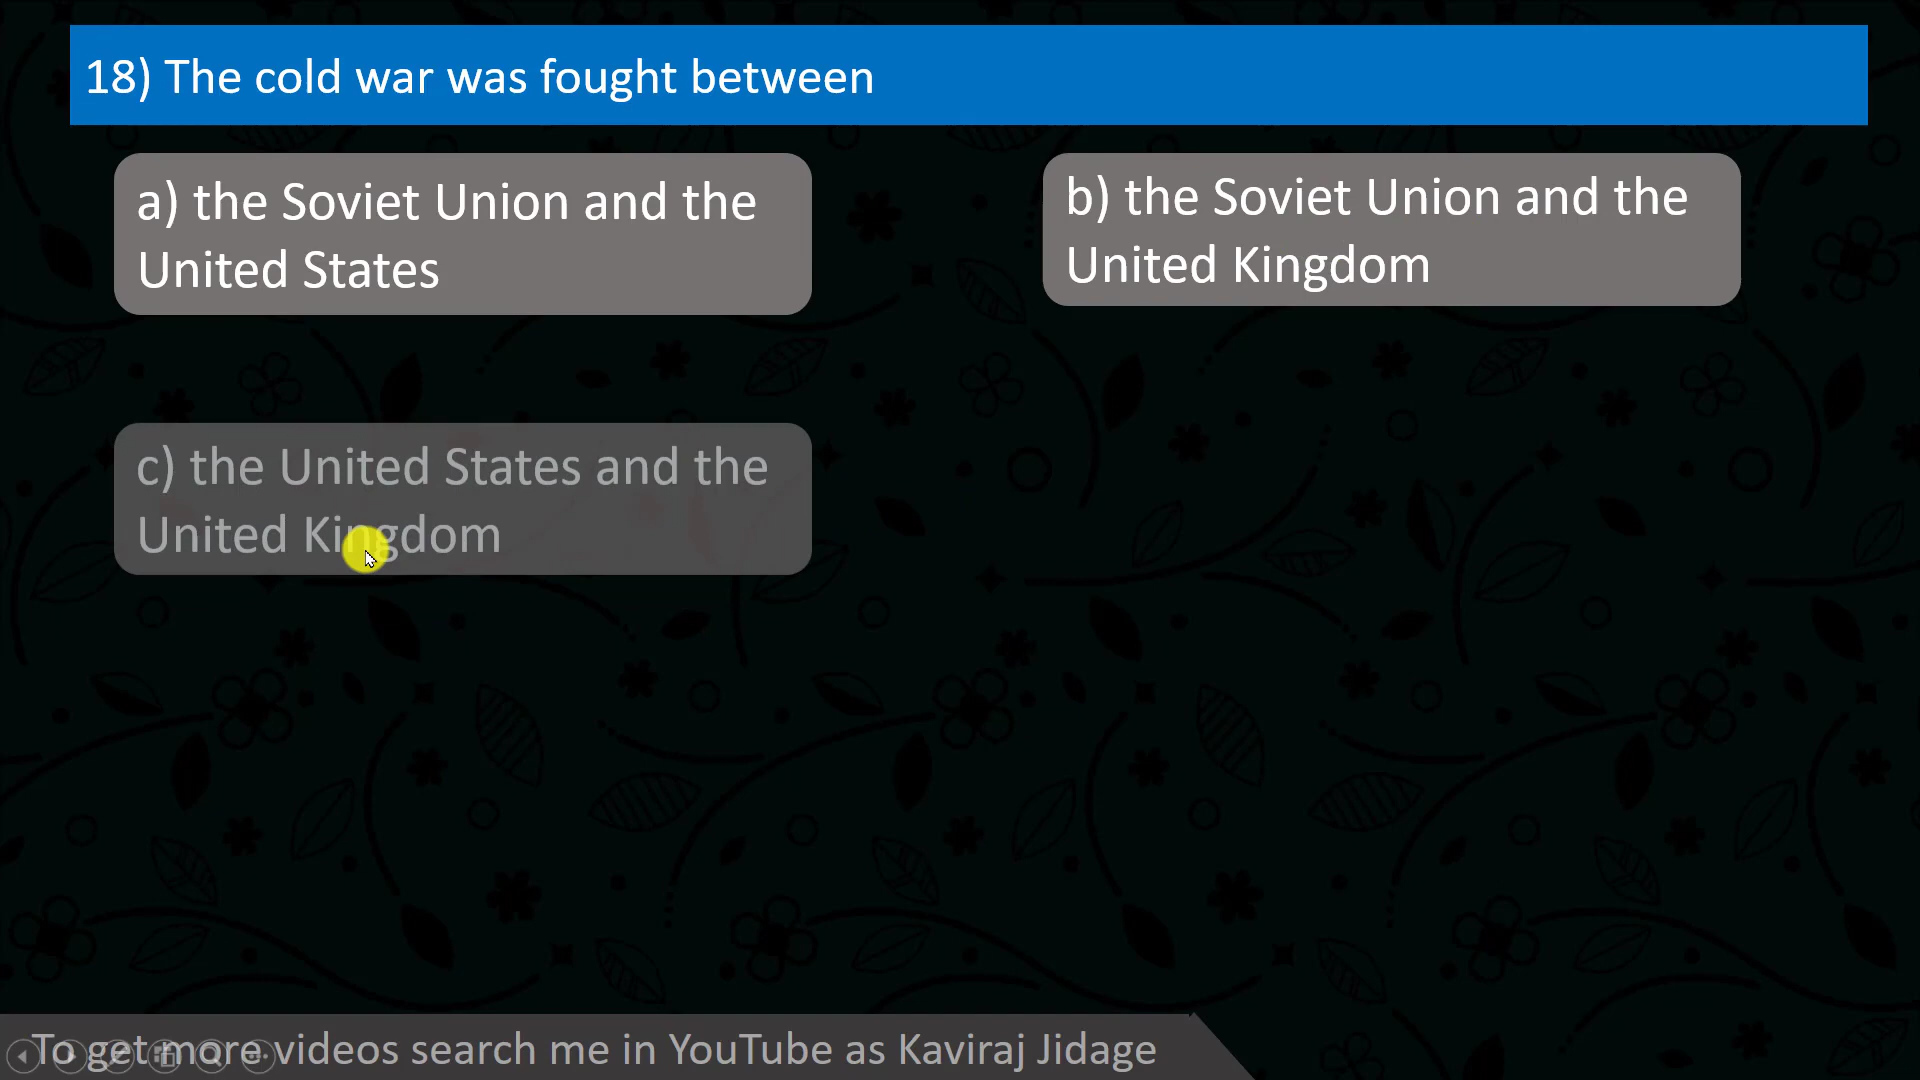 18) The cold war was fought between
a) the Soviet Union and the
United States
b) the Soviet Union and the
United Kingdom
c) the United States and the
United Kingdom
To get more videos search me in YouTube as Kaviraj Jidage